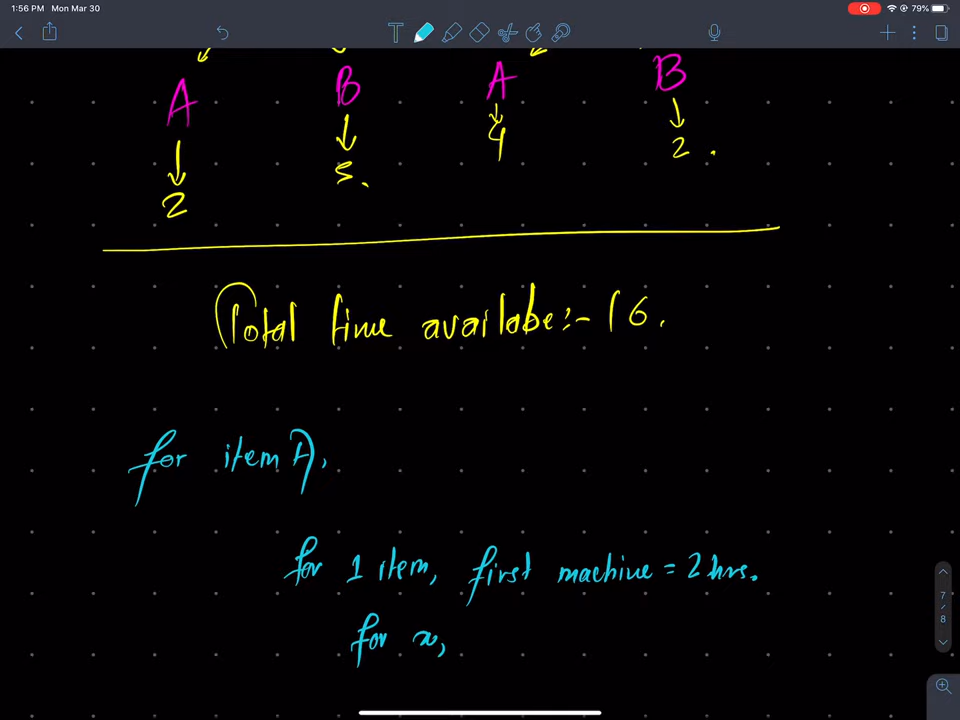 1:56 PM Mon Mar 30 79%
T
A B A B
2 5. 4 2.
Total time availabe:- 16.
for item A,
for 1 item, first machine = 2 hrs.
for x,
7
/
8